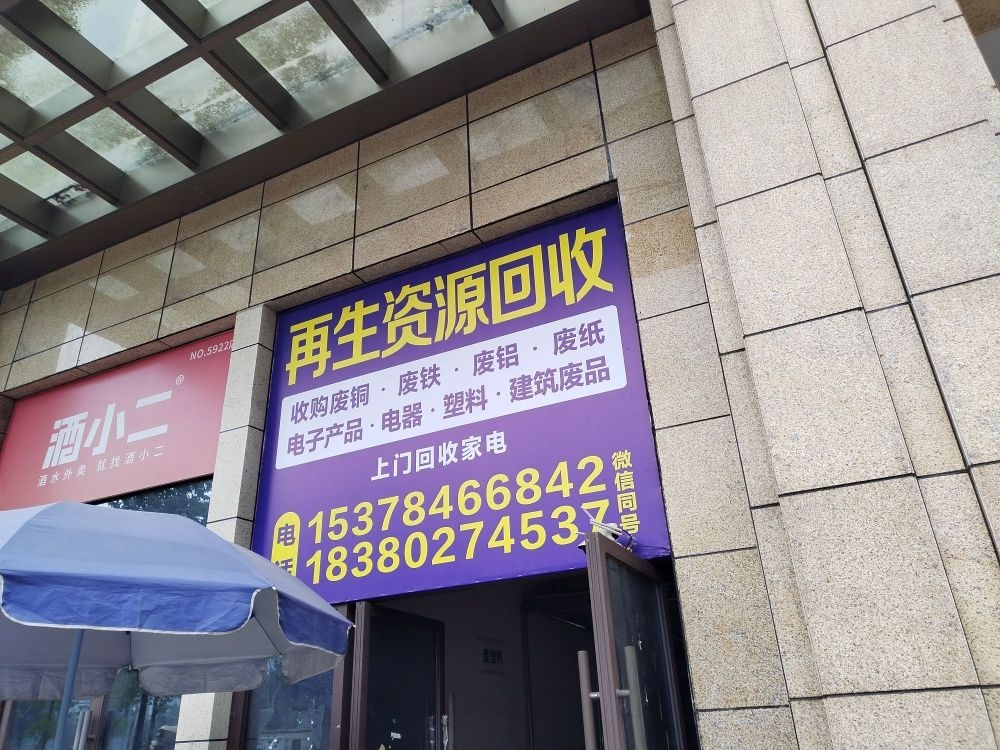 再生资源回收
收购废铜·废铁·废铝·废纸
电子产品·电器·塑料·建筑废品
上门回收家电
电
15378466842
18380274537
微信同号
NO.59220
酒小二®
酒水外卖 就找酒小二